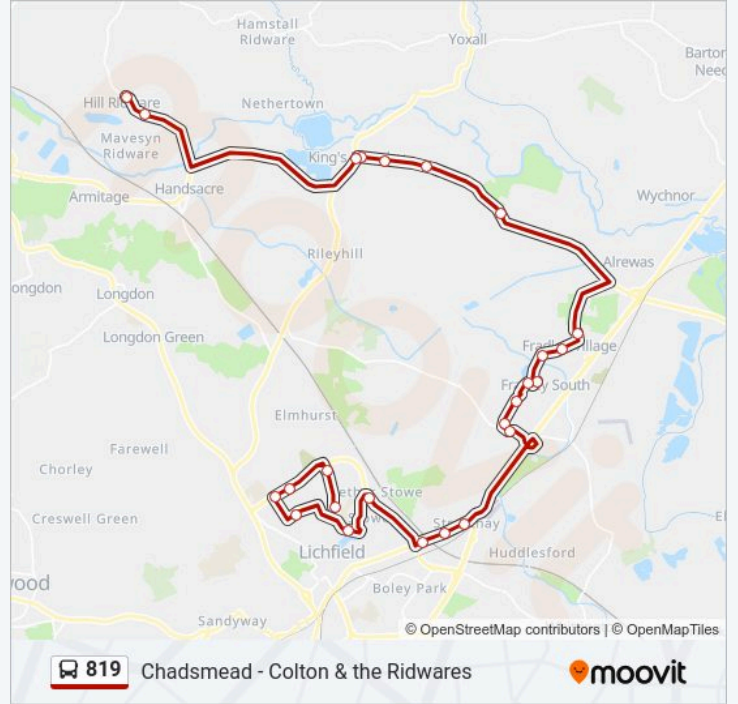 Hamstall
Ridware
Yoxall
Barton
Need
Hill Ridware
Nethertown
Mavesyn
Ridware
King's
Handsacre
Armitage
Wychnor
Rileyhill
Alrewas
ongdon
Longdon
Longdon Green
Fradley Village
Fradley South
Elmhurst
Farewell
Chorley
Nether Stowe
Creswell Green
Stowe
Streethay
Lichfield
Huddlesford
wood
Boley Park
Sandyway
© OpenStreetMap contributors | © OpenMapTiles
819 Chadsmead - Colton & the Ridwares
moovit